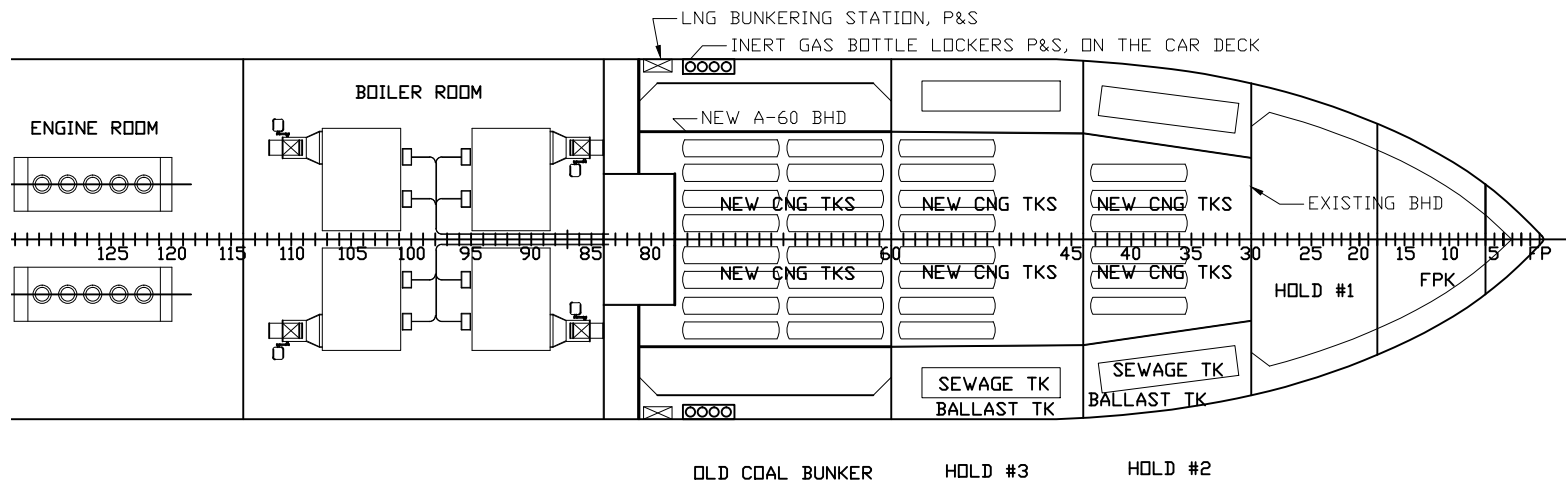 LNG BUNKERING STATION, P&S
INERT GAS BOTTLE LOCKERS P&S, ON THE CAR DECK
BOILER ROOM
ENGINE ROOM
NEW A-60 BHD
NEW CNG TKS NEW CNG TKS NEW CNG TKS
EXISTING BHD
125 120 110 105 100 95 90 85 80 60 45 40 35 30 25 20 15 10 5 FP
NEW CNG TKS NEW CNG TKS NEW CNG TKS
HOLD #1
FPK
SEWAGE TK
SEWAGE TK
BALLAST TK
BALLAST TK
OLD COAL BUNKER
HOLD #3
HOLD #2